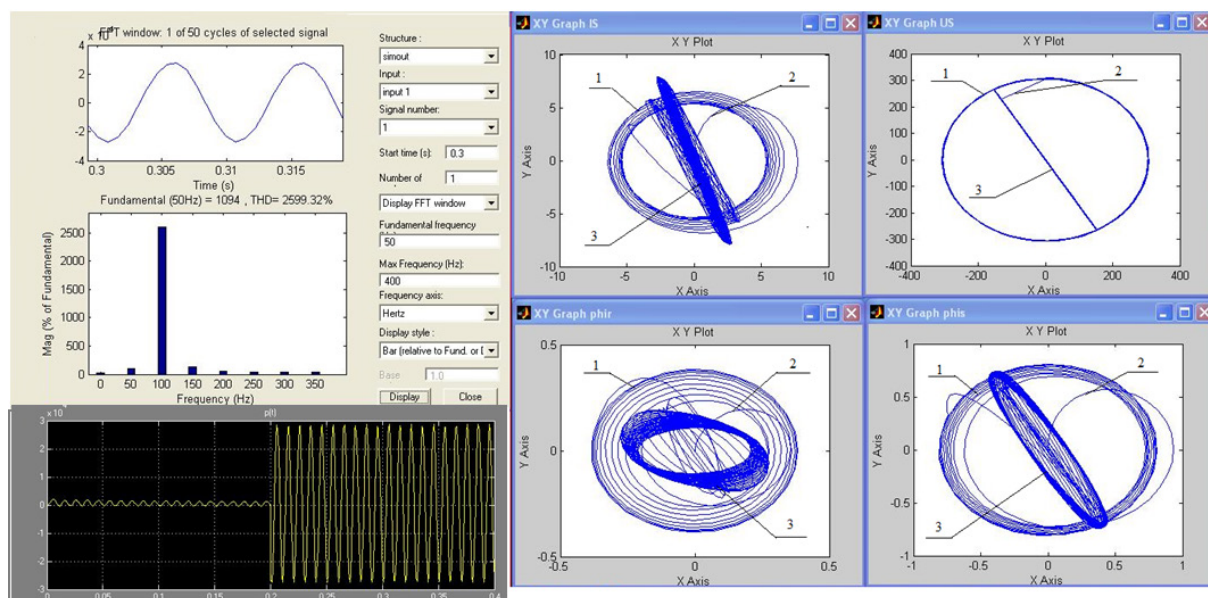 FFT window: 1 of 50 cycles of selected signal
4
2
0
-2
-4
0.3
0.305
0.31
0.315
Time (s)
Fundamental (50Hz) = 1094 , THD= 2599.32%
Mag (% of Fundamental)
2500
2000
1500
1000
500
0
0
50
100
150
200
250
300
350
Frequency (Hz)
Structure :
simout
Input :
input 1
Signal number:
1
Start time (s):
0.3
Number of
1
Display FFT window
Fundamental frequency
50
Max Frequency (Hz):
400
Frequency axis:
Hertz
Display style :
Bar (relative to Fund. or
Base
1.0
Display
Close
p(t)
3
2
1
0
-1
-2
-3
0
0.05
0.1
0.15
0.2
0.25
0.3
0.35
0.4
XY Graph IS
X Y Plot
10
5
0
-5
-10
Y Axis
1
2
3
-10
-5
0
5
10
X Axis
XY Graph US
X Y Plot
400
300
200
100
0
-100
-200
-300
-400
Y Axis
1
2
3
-400
-200
0
200
400
X Axis
XY Graph phir
X Y Plot
0.5
0
-0.5
Y Axis
1
2
3
-0.5
0
0.5
X Axis
XY Graph phis
X Y Plot
1
0.5
0
-0.5
-1
Y Axis
1
2
3
-1
-0.5
0
0.5
1
X Axis